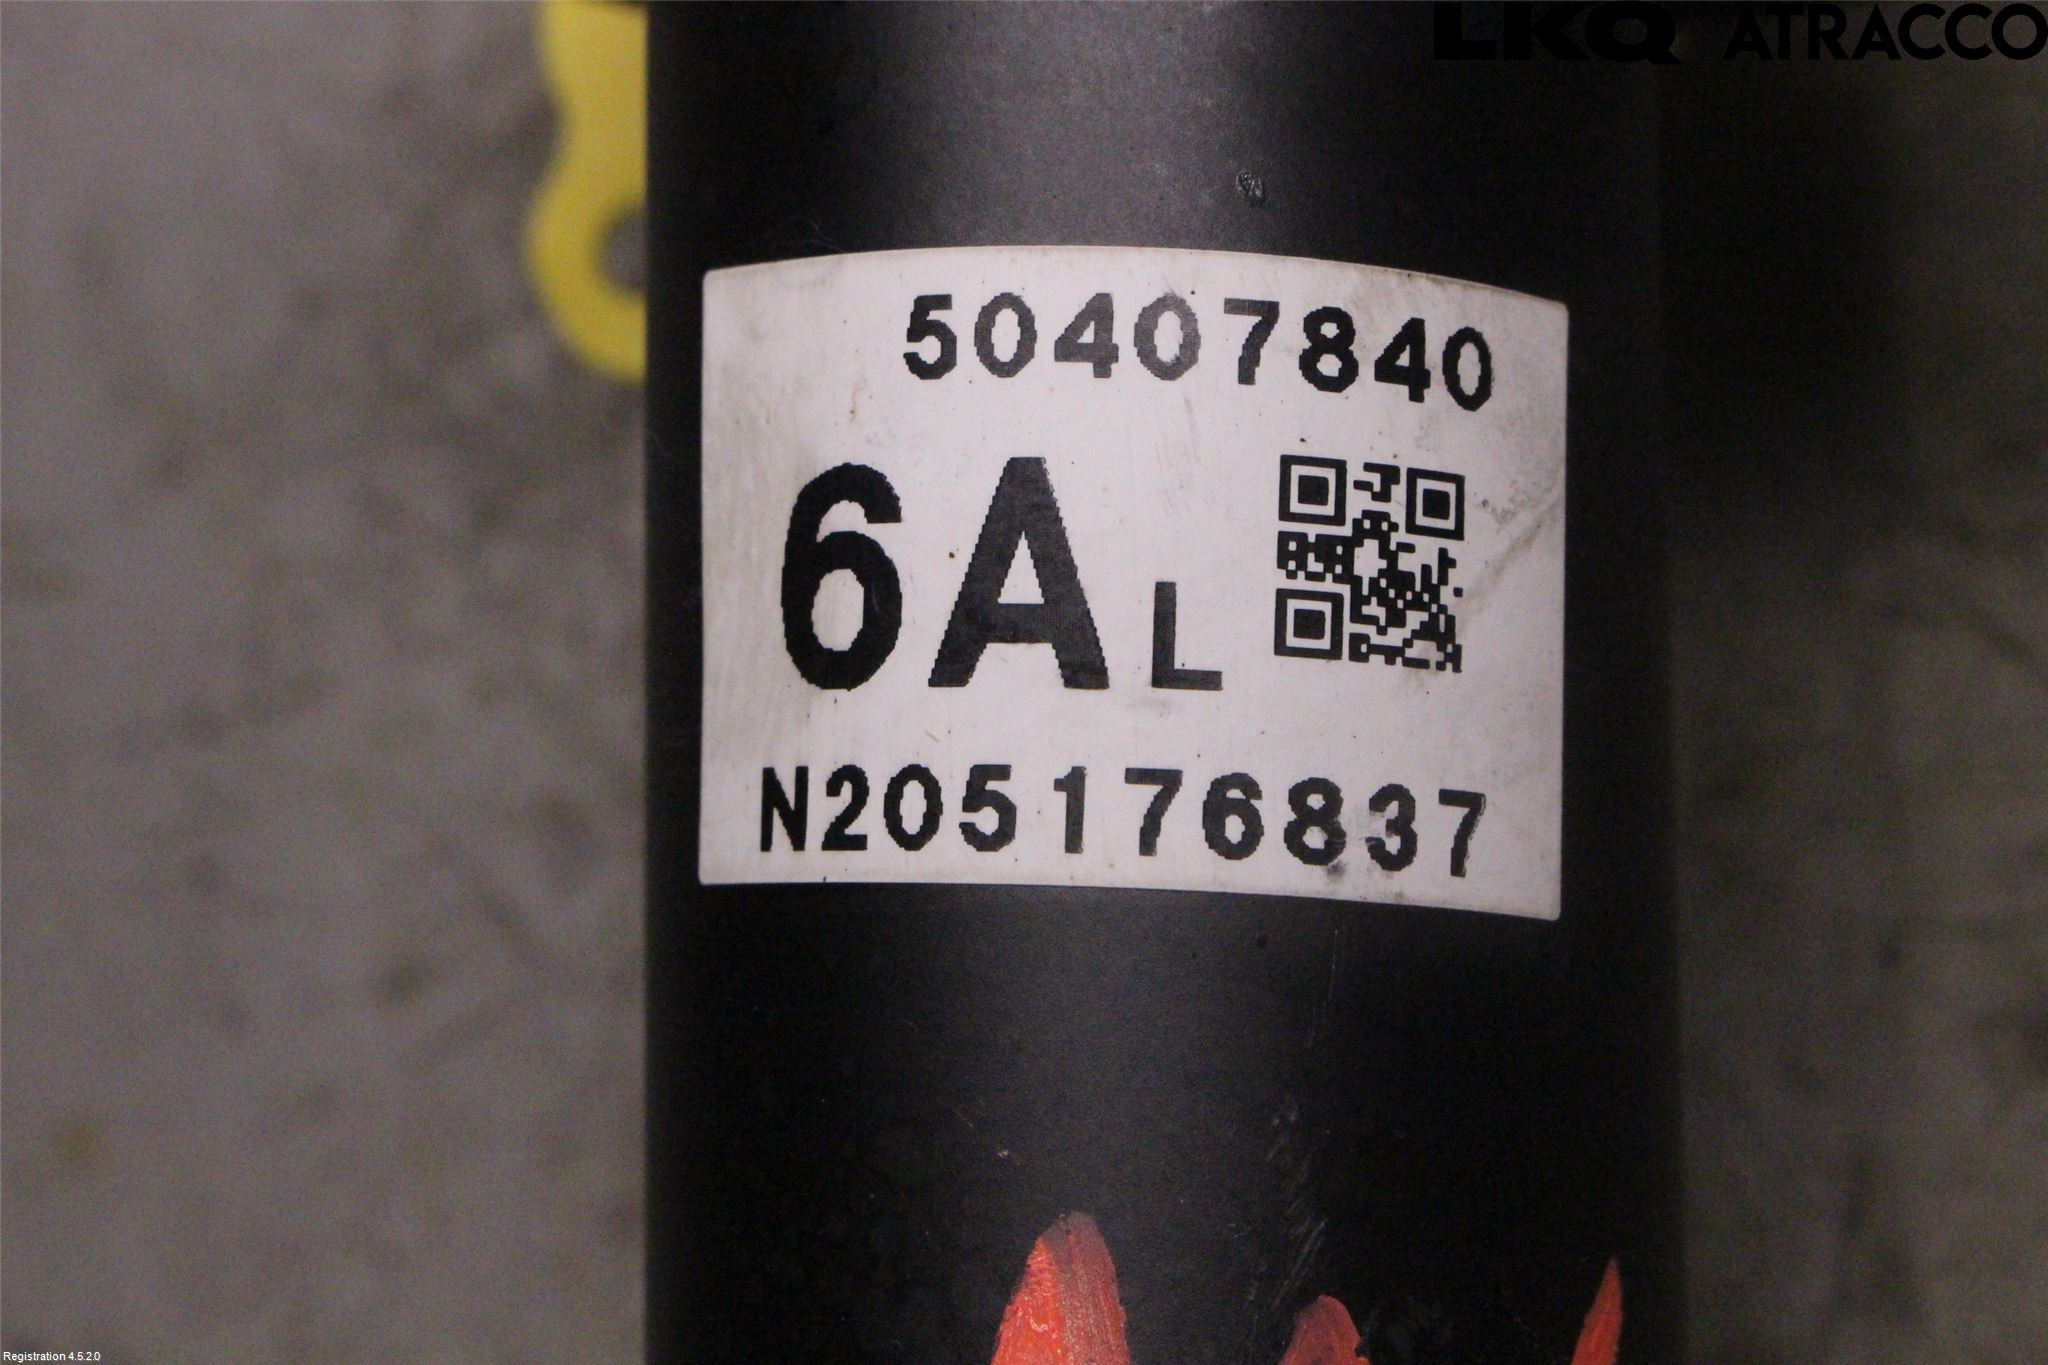 LKQ ATRACCO
50407840
6AL
N205176837
Registration 4.5.2.0